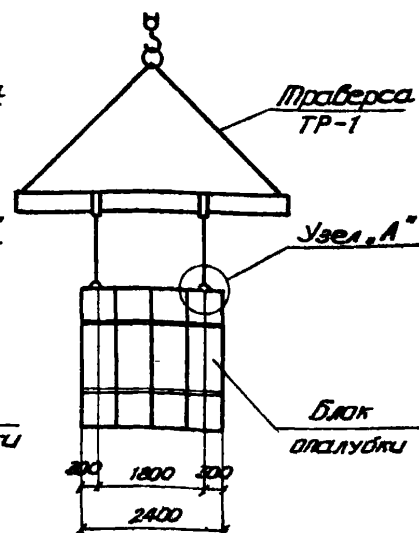 Траверса
ТР-1
Узел „А"
Блок
опалубки
300 1800 300
2400